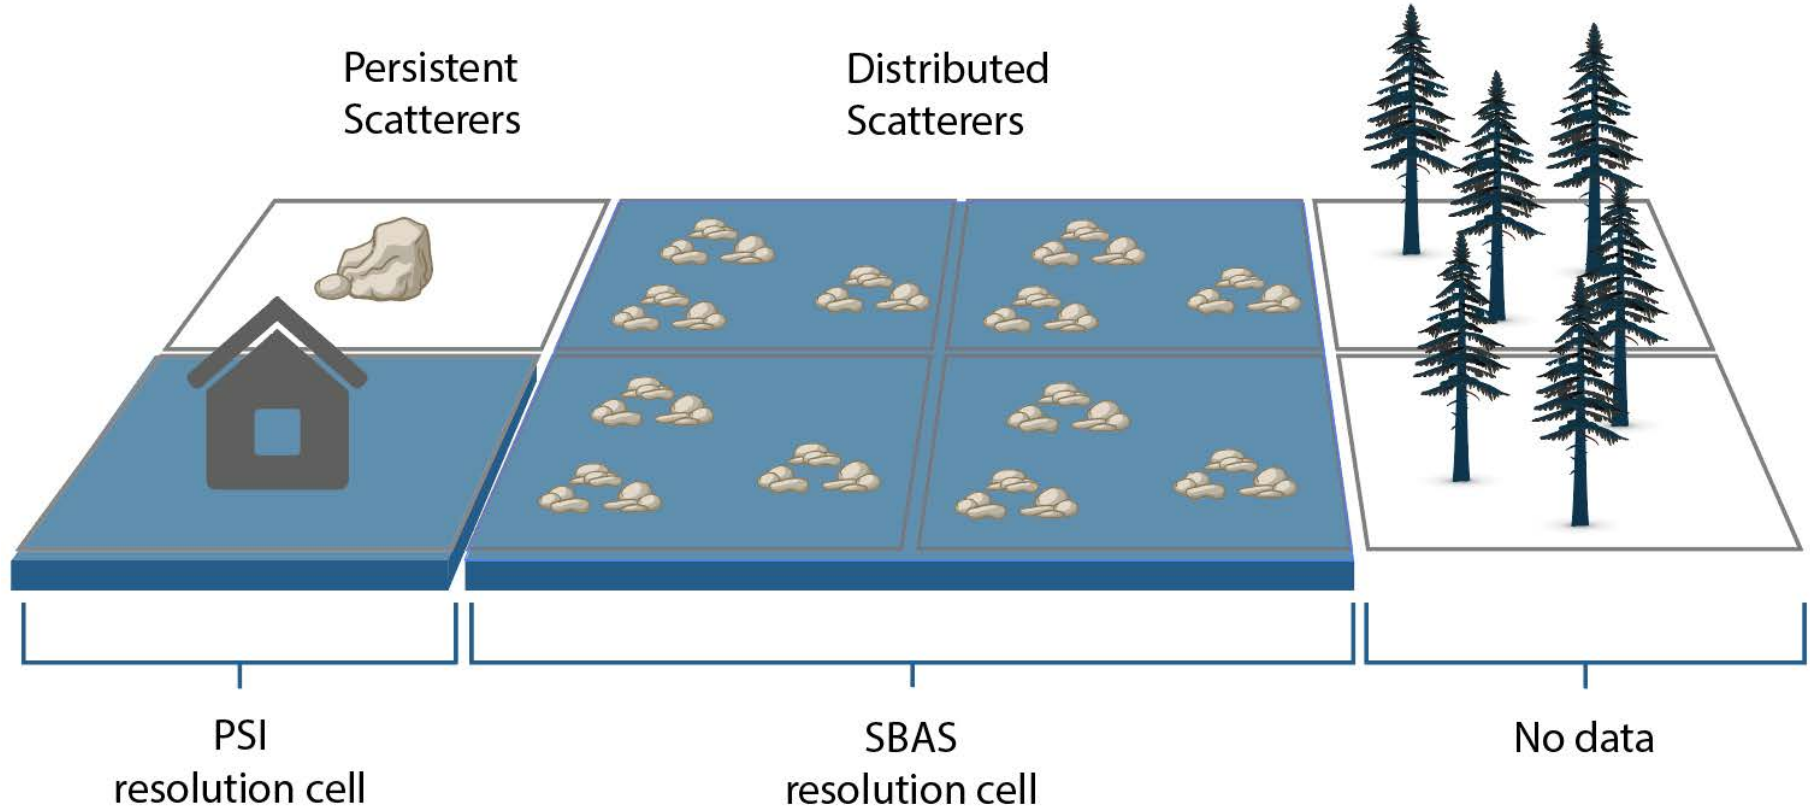 Persistent
Scatterers
Distributed
Scatterers
PSI
resolution cell
SBAS
resolution cell
No data